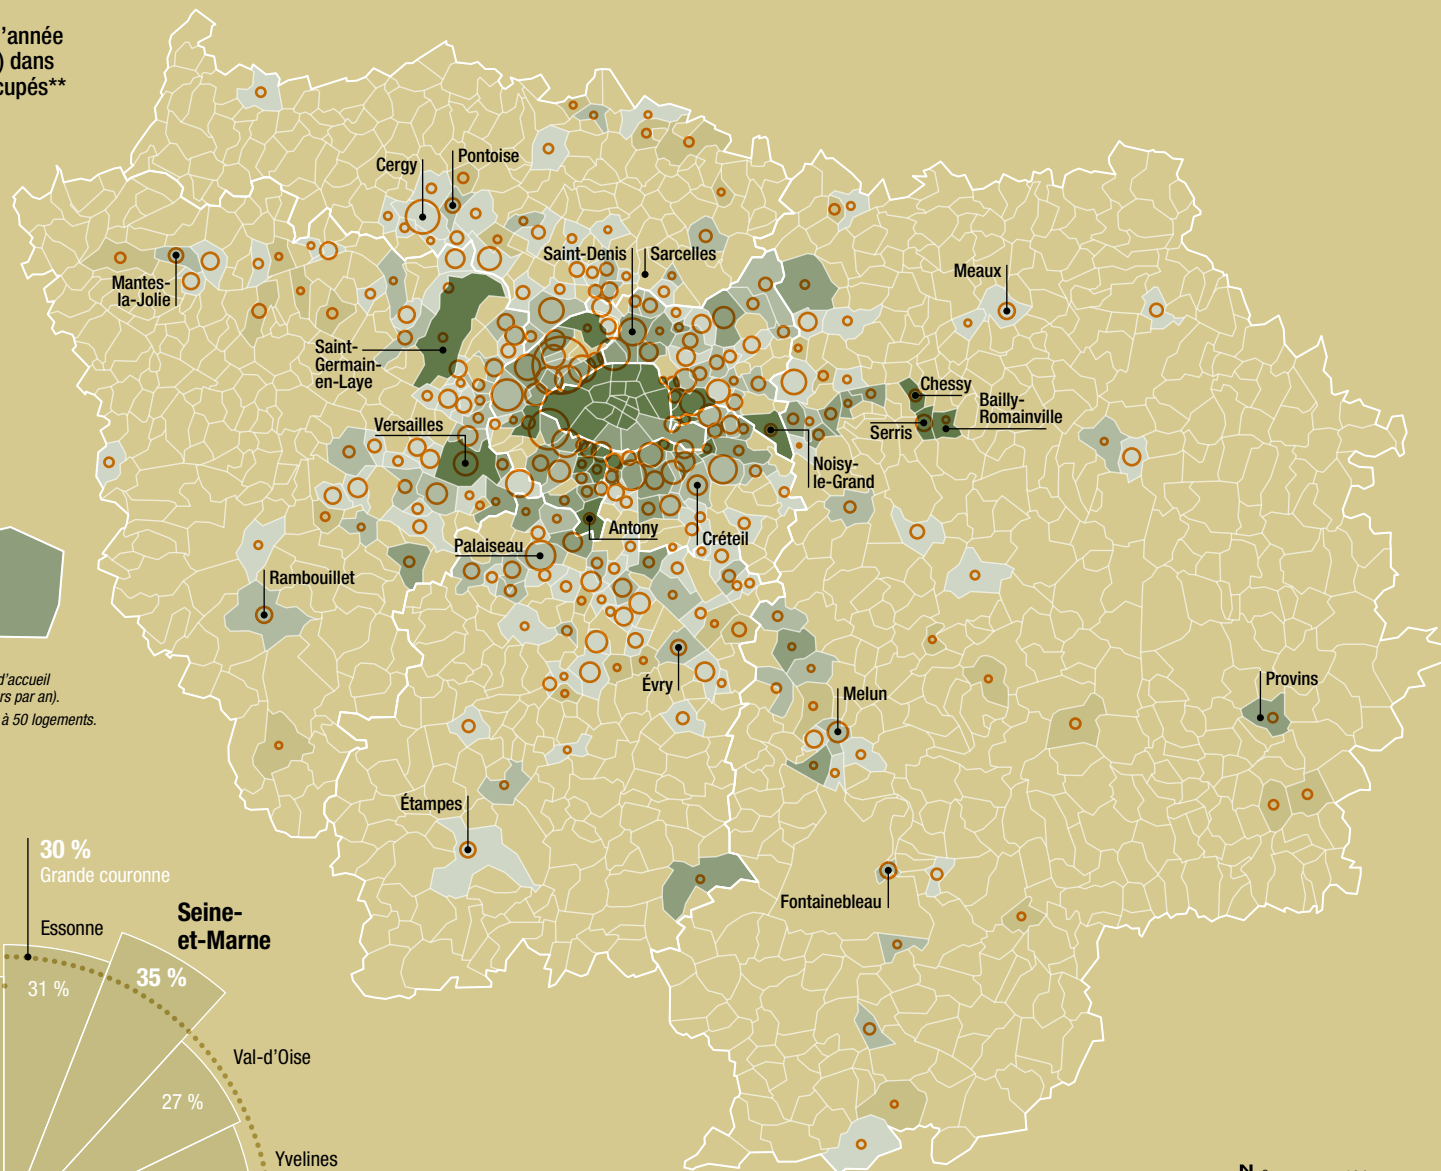 'année
) dans
cupés**
Cergy
Pontoise
Saint-Denis
Sarcelles
Mantes-
la-Jolie
Meaux
Saint-
Germain-
en-Laye
Chessy
Bailly-
Romainville
Serris
Versailles
Noisy-
le-Grand
Antony
Créteil
Palaiseau
Rambouillet
Évry
Melun
Provins
d'accueil
rs par an).
à 50 logements.
Étampes
Fontainebleau
30 %
Grande couronne
Essonne
Seine-
et-Marne
35 %
31 %
Val-d'Oise
27 %
Yvelines
N